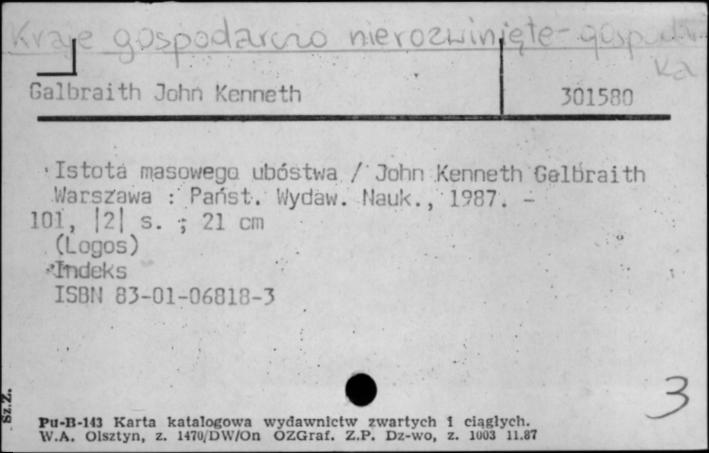 Kraje gospodarczo nierozwinięte - gospodar
ka
Galbraith John Kenneth 301580
Istota masowego ubóstwa / John Kenneth Galbraith
Warszawa : Państ. Wydaw. Nauk., 1987. -
101, |2| s. ; 21 cm
(Logos)
Indeks
ISBN 83-01-06818-3
3
Sz.Z.
Pu-B-143 Karta katalogowa wydawnictw zwartych i ciągłych.
W.A. Olsztyn, z. 1470/DW/On OZGraf. Z.P. Dz-wo, z. 1003 11.87